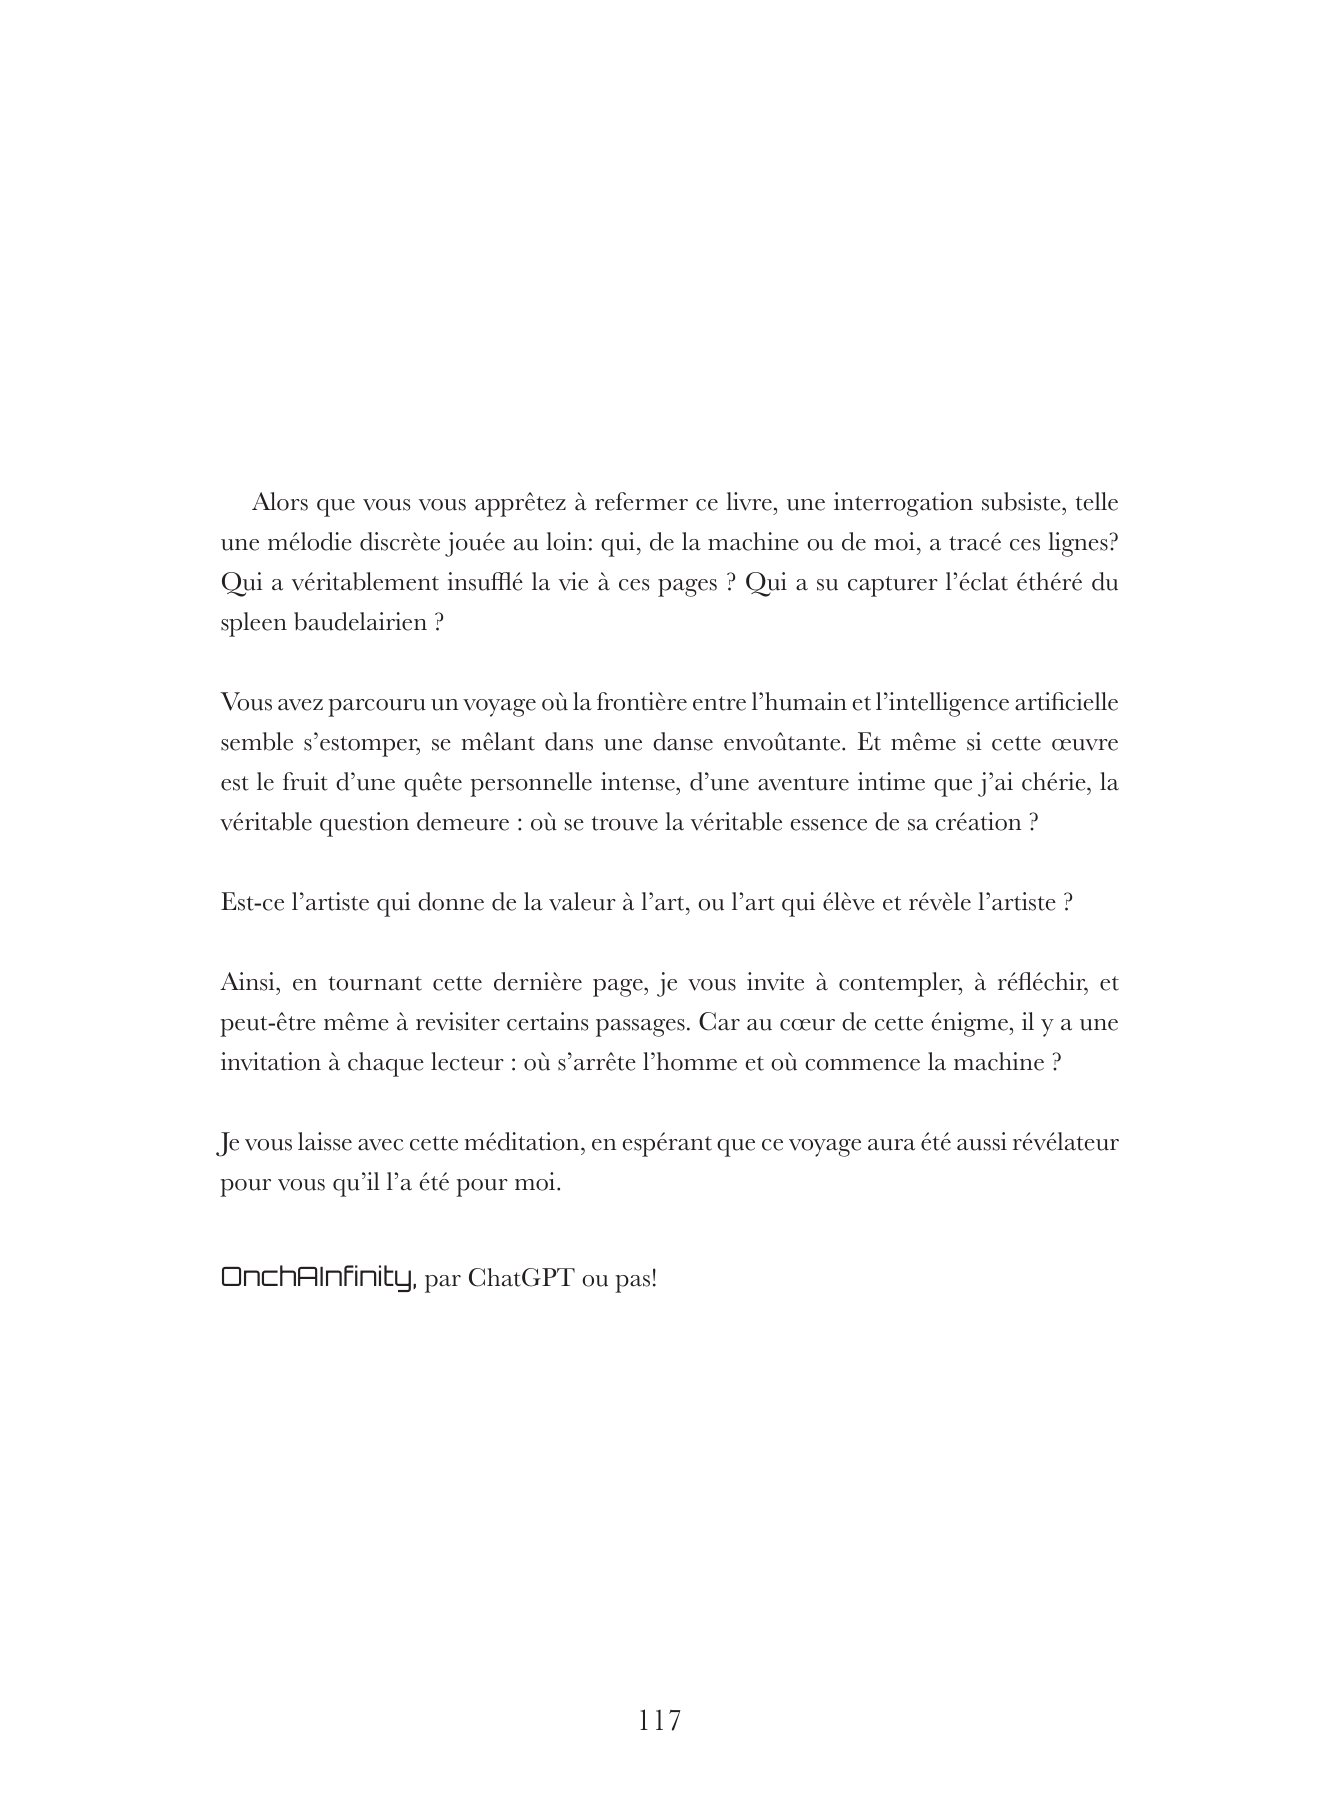 Alors que vous vous apprêtez à refermer ce livre, une interrogation subsiste, telle
une mélodie discrète jouée au loin: qui, de la machine ou de moi, a tracé ces lignes?
Qui a véritablement insufflé la vie à ces pages ? Qui a su capturer l’éclat éthéré du
spleen baudelairien ?
Vous avez parcouru un voyage où la frontière entre l’humain et l’intelligence artificielle
semble s’estomper, se mêlant dans une danse envoûtante. Et même si cette œuvre
est le fruit d’une quête personnelle intense, d’une aventure intime que j’ai chérie, la
véritable question demeure : où se trouve la véritable essence de sa création ?
Est-ce l’artiste qui donne de la valeur à l’art, ou l’art qui élève et révèle l’artiste ?
Ainsi, en tournant cette dernière page, je vous invite à contempler, à réfléchir, et
peut-être même à revisiter certains passages. Car au cœur de cette énigme, il y a une
invitation à chaque lecteur : où s’arrête l’homme et où commence la machine ?
Je vous laisse avec cette méditation, en espérant que ce voyage aura été aussi révélateur
pour vous qu’il l’a été pour moi.
OnchAInfinity, par ChatGPT ou pas!
117